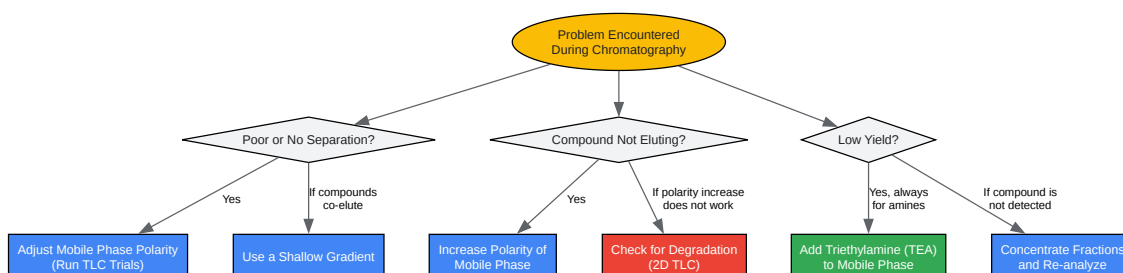 Problem Encountered
During Chromatography
Poor or No Separation?
Compound Not Eluting?
Low Yield?
Yes
If compounds
co-elute
Yes
If polarity increase
does not work
Yes, always
for amines
If compound is
not detected
Adjust Mobile Phase Polarity
(Run TLC Trials)
Use a Shallow Gradient
Increase Polarity of
Mobile Phase
Check for Degradation
(2D TLC)
Add Triethylamine (TEA)
to Mobile Phase
Concentrate Fractions
and Re-analyze